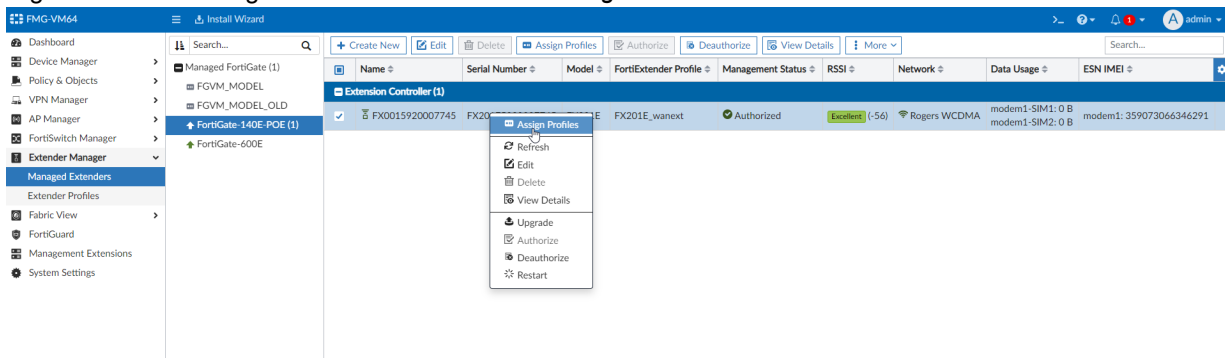 FMG-VM64
Install Wizard
1
A
admin
Dashboard
Device Manager
Policy & Objects
VPN Manager
AP Manager
FortiSwitch Manager
Extender Manager
Managed Extenders
Extender Profiles
Fabric View
FortiGuard
Management Extensions
System Settings
Search...
Managed FortiGate (1)
FGVM_MODEL
FGVM_MODEL_OLD
FortiGate-140E-POE (1)
FortiGate-600E
Create New Edit Delete Assign Profiles Authorize Deauthorize View Details More Search...
Name Serial Number Model FortiExtender Profile Management Status RSSI Network Data Usage ESN IMEI
Extension Controller (1)
FX0015920007745 FX201E_wanext Authorized Excellent (-56) Rogers WCDMA modem1-SIM1: 0 B modem1: 359073066346291
modem1-SIM2: 0 B
Assign Profiles
Refresh
Edit
Delete
View Details
Upgrade
Authorize
Deauthorize
Restart